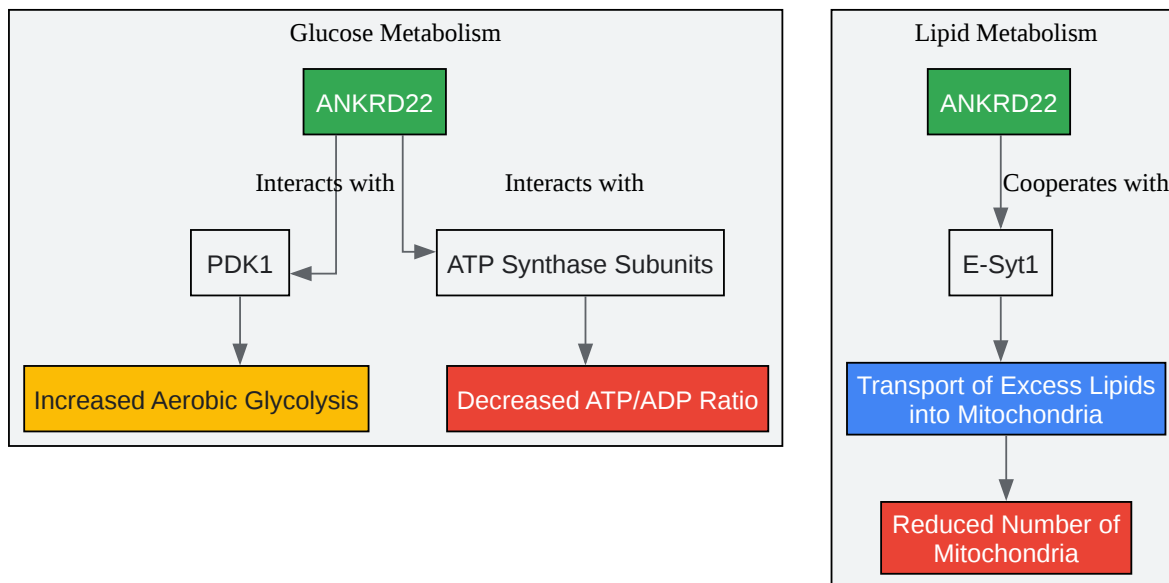 Glucose Metabolism
ANKRD22
Interacts with
Interacts with
PDK1
ATP Synthase Subunits
Increased Aerobic Glycolysis
Decreased ATP/ADP Ratio
Lipid Metabolism
ANKRD22
Cooperates with
E-Syt1
Transport of Excess Lipids
into Mitochondria
Reduced Number of
Mitochondria